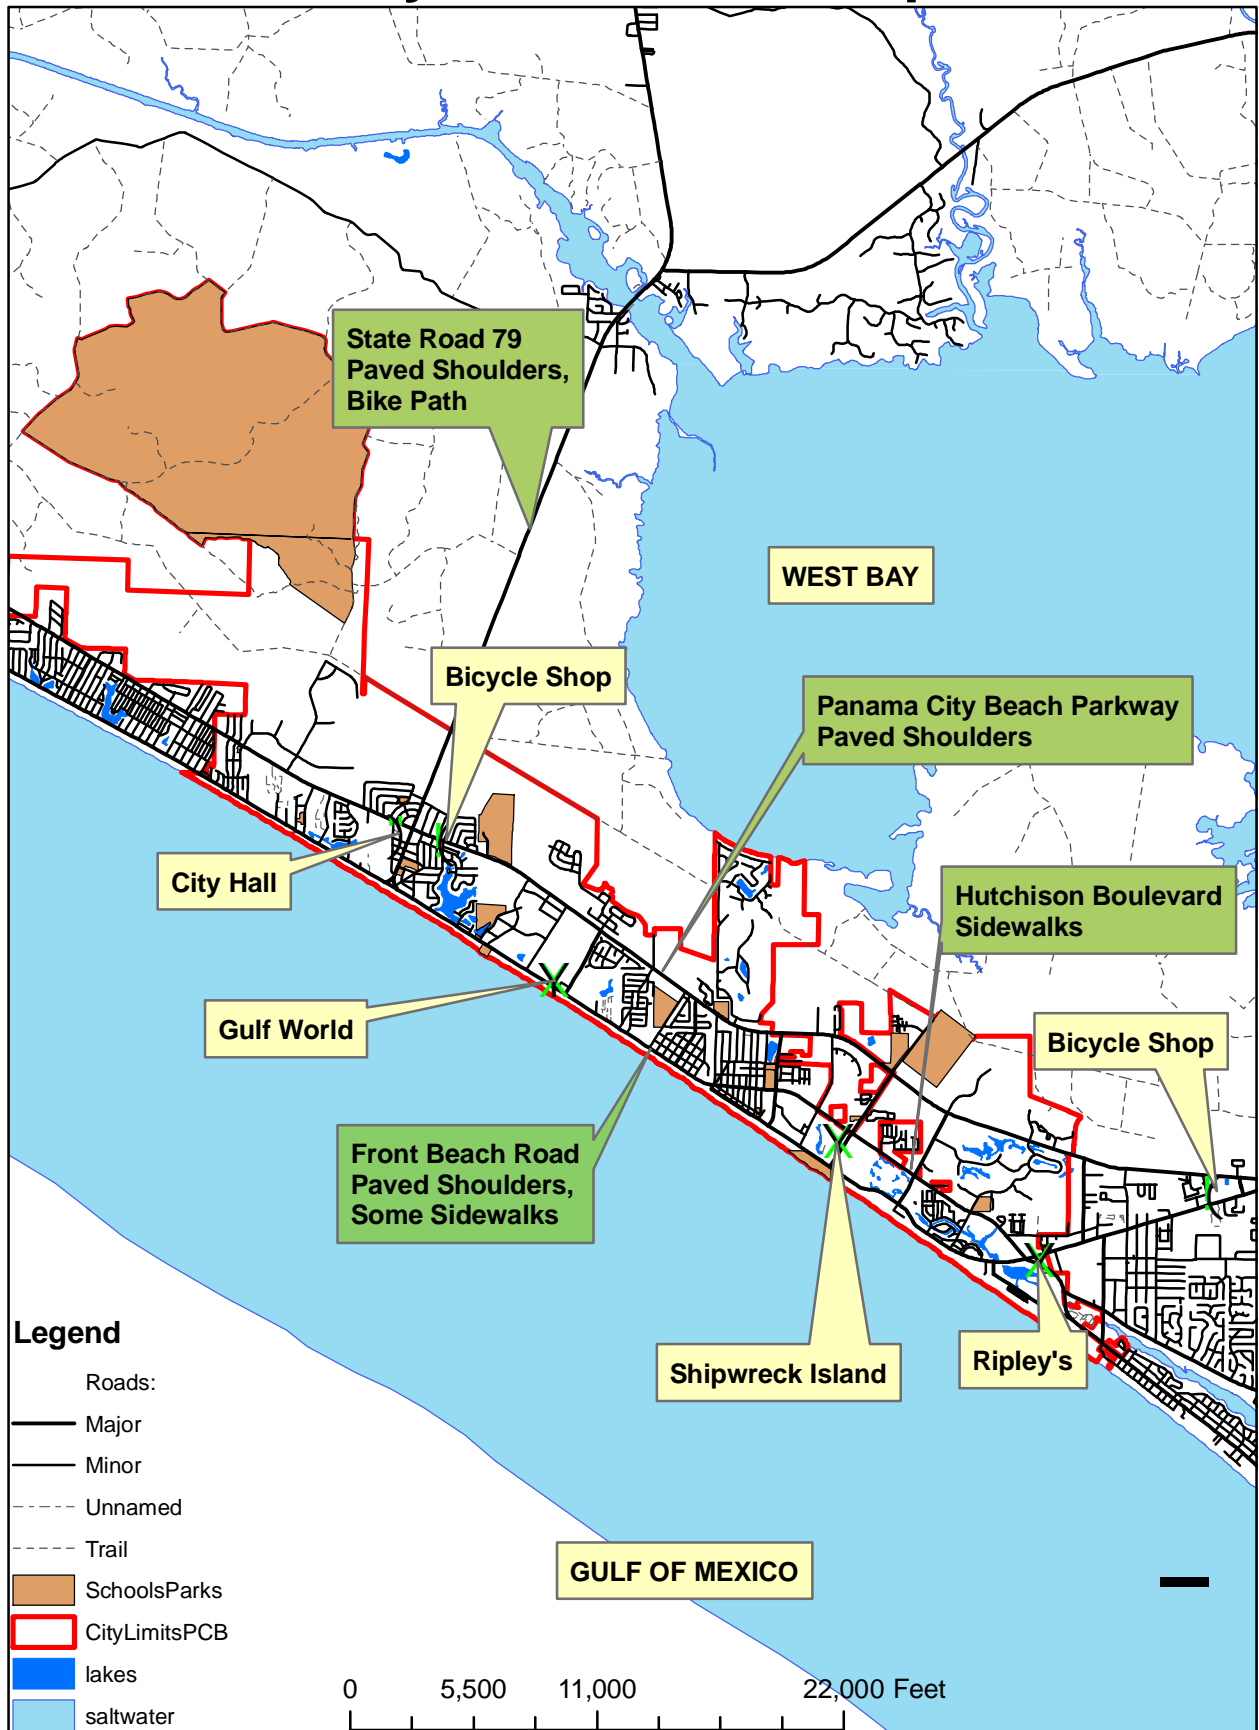 State Road 79
Paved Shoulders,
Bike Path
WEST BAY
Bicycle Shop
Panama City Beach Parkway
Paved Shoulders
City Hall
Hutchison Boulevard
Sidewalks
Gulf World
Bicycle Shop
Front Beach Road
Paved Shoulders,
Some Sidewalks
Shipwreck Island
Ripley's
Legend
Roads:
Major
Minor
Unnamed
Trail
SchoolsParks
CityLimitsPCB
lakes
saltwater
GULF OF MEXICO
0 5,500 11,000 22,000 Feet